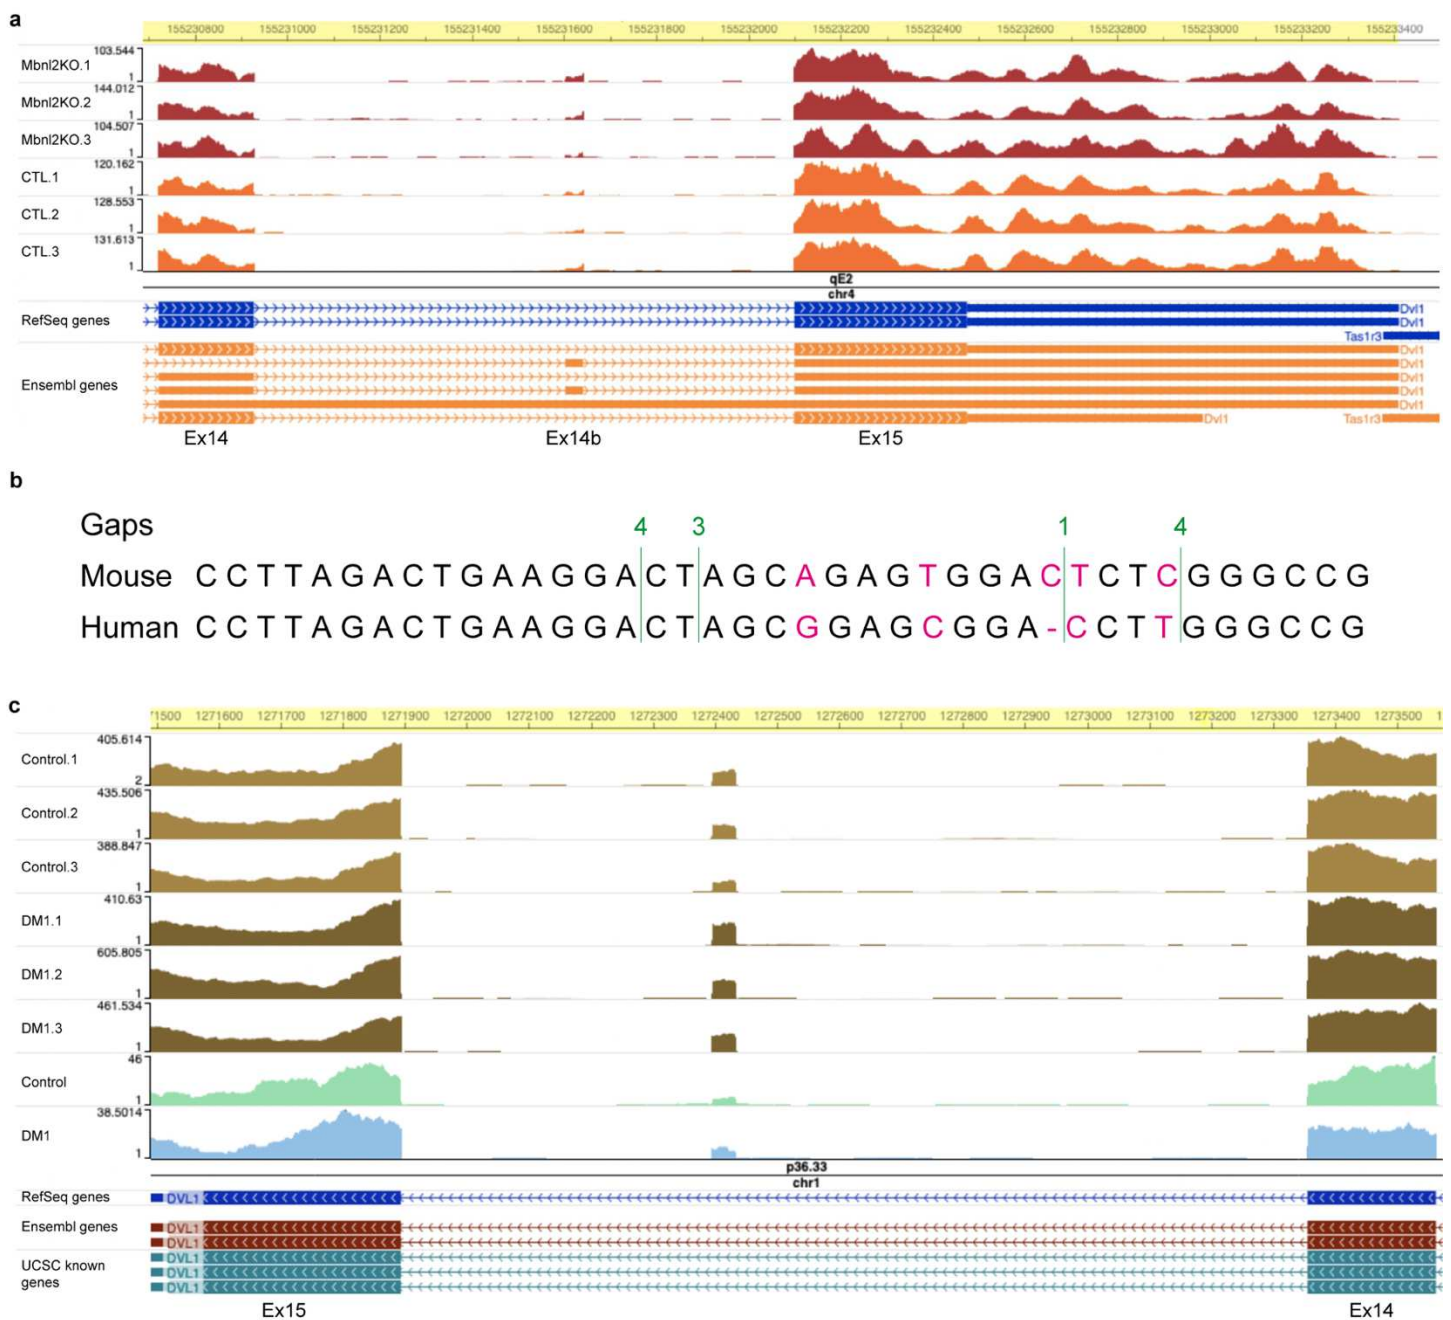 a
155230800 155231000 155231200 155231400 155231600 155231800 155232000 155232200 155232400 155232600 155232800 155233000 155233200 155233400
103.544
Mbnl2KO.1
1
144.012
Mbnl2KO.2
1
104.507
Mbnl2KO.3
1
120.162
CTL.1
1
128.553
CTL.2
1
131.613
CTL.3
1
qE2
chr4
RefSeq genes
Dvl1
Dvl1
Tas1r3
Ensembl genes
Dvl1
Dvl1
Dvl1
Dvl1
Dvl1
Dvl1 Tas1r3
Ex14 Ex14b Ex15
b
Gaps 4 3 1 4
Mouse CCTTAGACTGAAGGACTAGCAGAGTGGACTCTCGGGCCG
Human CCTTAGACTGAAGGACTAGCGGAGCGGA-CCTTGGGCCG
c
71500 1271600 1271700 1271800 1271900 1272000 1272100 1272200 1272300 1272400 1272500 1272600 1272700 1272800 1272900 1273000 1273100 1273200 1273300 1273400 1273500 1
405.614
Control.1
2
435.506
Control.2
1
388.847
Control.3
1
410.63
DM1.1
1
605.805
DM1.2
1
461.534
DM1.3
1
46
Control
1
38.5014
DM1
1
p36.33
chr1
RefSeq genes DVL1
Ensembl genes DVL1
DVL1
UCSC known genes
DVL1
DVL1
DVL1
Ex15 Ex14